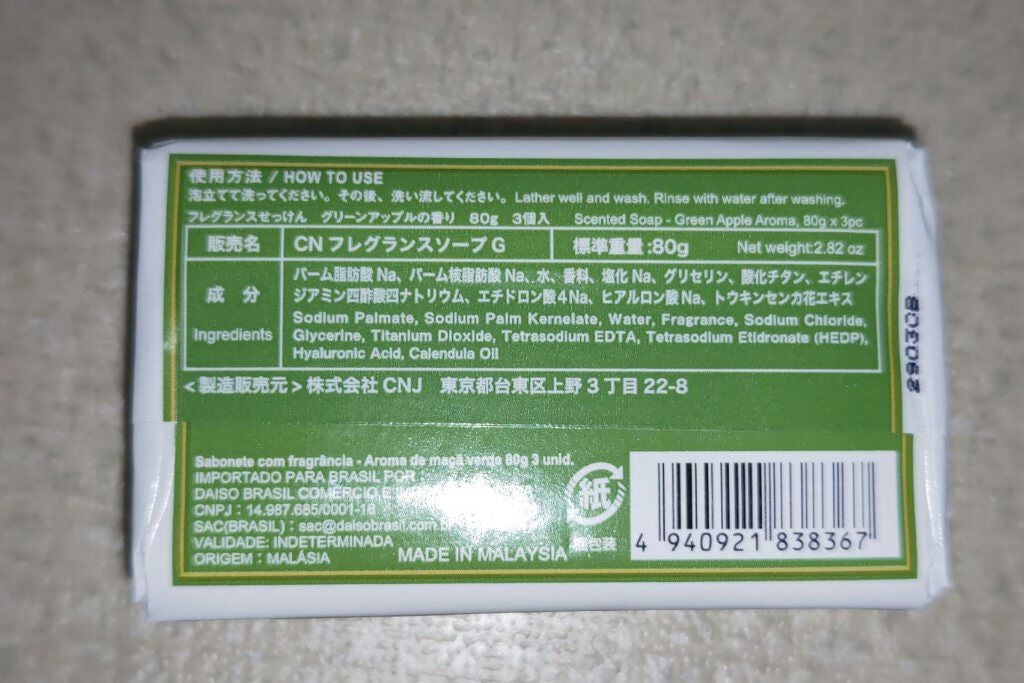 使用方法 / HOW TO USE
泡立てて洗ってください。その後、洗い流してください。Lather well and wash. Rinse with water after washing.
フレグランスせっけん グリーンアップルの香り 80g 3個入 Scented Soap - Green Apple Aroma, 80g x 3pc
販売名 CN フレグランスソープ G 標準重量:80g Net weight:2.82 oz
成 分 パーム脂肪酸 Na、パーム核脂肪酸 Na、水、香料、塩化 Na、グリセリン、酸化チタン、エチレン
ジアミン四酢酸四ナトリウム、エチドロン酸4Na、ヒアルロン酸 Na、トウキンセンカ花エキス
Ingredients Sodium Palmate, Sodium Palm Kernelate, Water, Fragrance, Sodium Chloride,
Glycerine, Titanium Dioxide, Tetrasodium EDTA, Tetrasodium Etidronate (HEDP),
Hyaluronic Acid, Calendula Oil
<製造販売元>株式会社 CNJ 東京都台東区上野 3 丁目 22-8
Sabonete com fragrância - Aroma de maçã verde 80g 3 unid.
IMPORTADO PARA BRASIL POR
DAISO BRASIL COMÉRCIO E
CNPJ : 14.987.685/0001-16
SAC(BRASIL) : sac@daisobrasil.com.b
VALIDADE: INDETERMINADA
ORIGEM : MALÁSIA MADE IN MALAYSIA
紙
包装
4 940921 838367